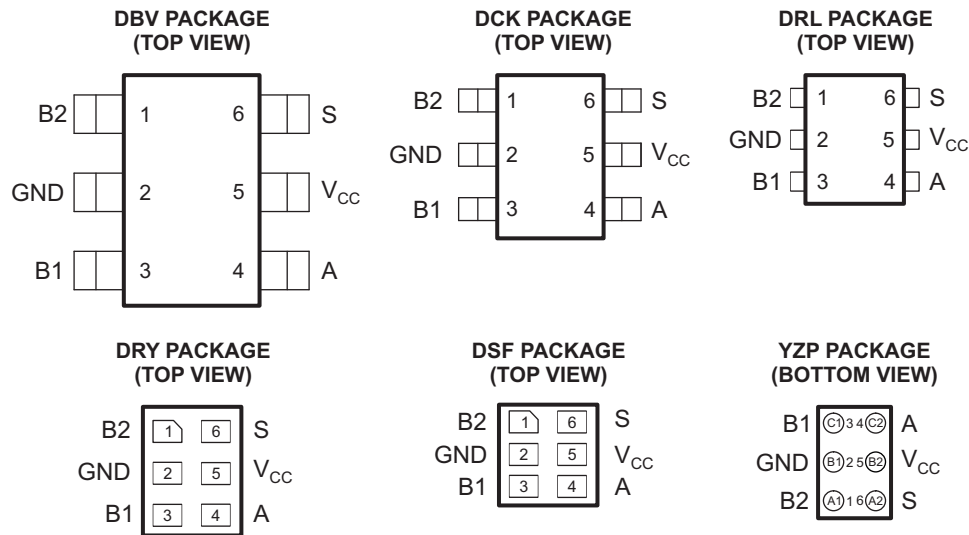 DBV PACKAGE
(TOP VIEW)
B2 1 6 S
GND 2 5 VCC
B1 3 4 A
DCK PACKAGE
(TOP VIEW)
B2 1 6 S
GND 2 5 VCC
B1 3 4 A
DRL PACKAGE
(TOP VIEW)
B2 1 6 S
GND 2 5 VCC
B1 3 4 A
DRY PACKAGE
(TOP VIEW)
B2 1 6 S
GND 2 5 VCC
B1 3 4 A
DSF PACKAGE
(TOP VIEW)
B2 1 6 S
GND 2 5 VCC
B1 3 4 A
YZP PACKAGE
(BOTTOM VIEW)
B1 C1 3 4 C2 A
GND B1 2 5 B2 VCC
B2 A1 1 6 A2 S